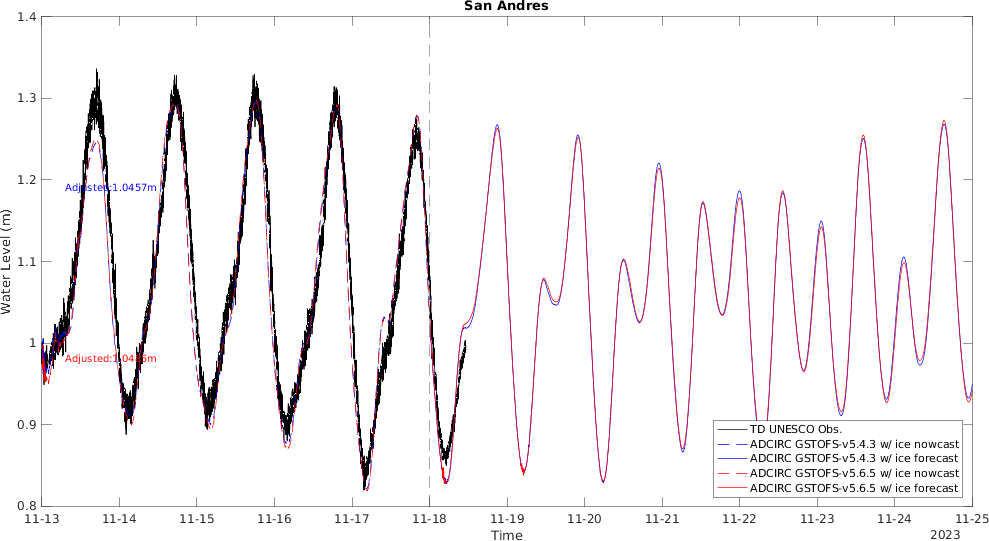 San Andres
1.4
1.3
1.2
1.1
1
0.9
0.8
Water Level (m)
Adjusted:1.0457m
TD UNESCO Obs.
ADCIRC GSTOFS-v5.4.3 w/ ice nowcast
ADCIRC GSTOFS-v5.4.3 w/ ice forecast
ADCIRC GSTOFS-v5.6.5 w/ ice nowcast
ADCIRC GSTOFS-v5.6.5 w/ ice forecast
11-13 11-14 11-15 11-16 11-17 11-18 11-19 11-20 11-21 11-22 11-23 11-24 11-25
Time
2023